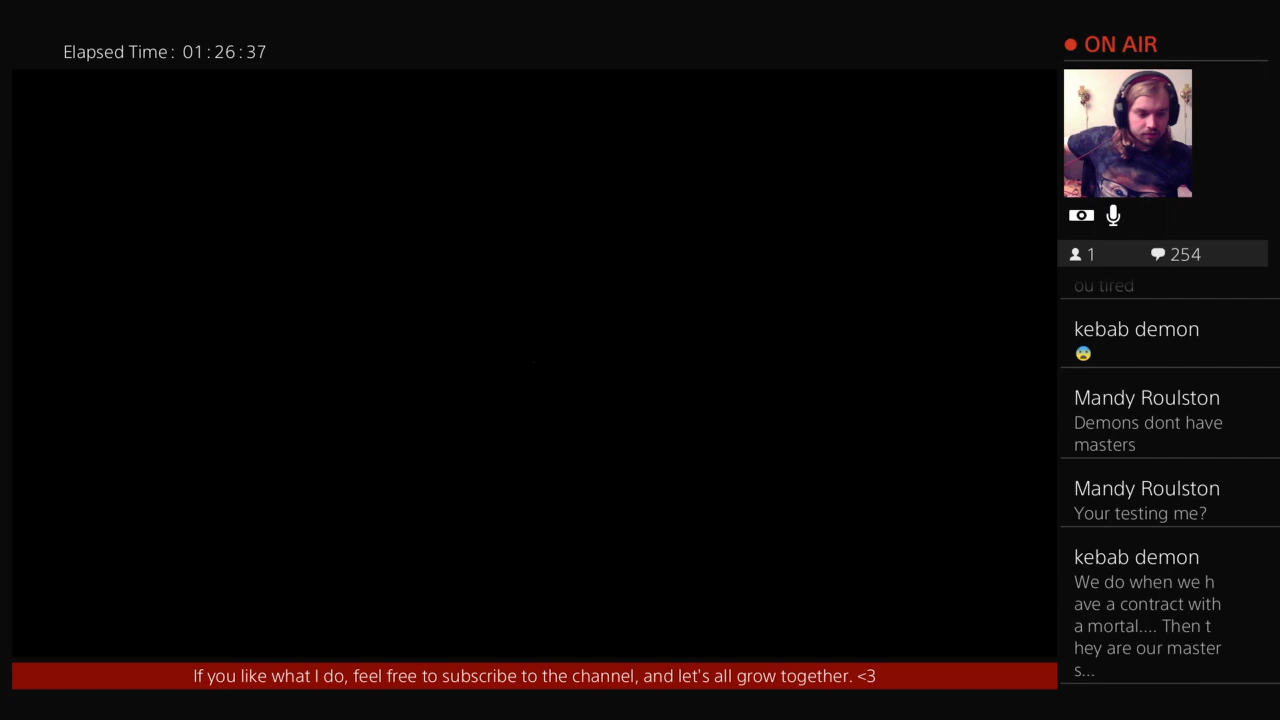 Elapsed Time: 01:26:37
ON AIR
1 254
ou tired
kebab demon
Mandy Roulston
Demons dont have
masters
Mandy Roulston
Your testing me?
kebab demon
We do when we h
ave a contract with
a mortal.... Then t
hey are our master
s...
If you like what I do, feel free to subscribe to the channel, and let's all grow together. <3